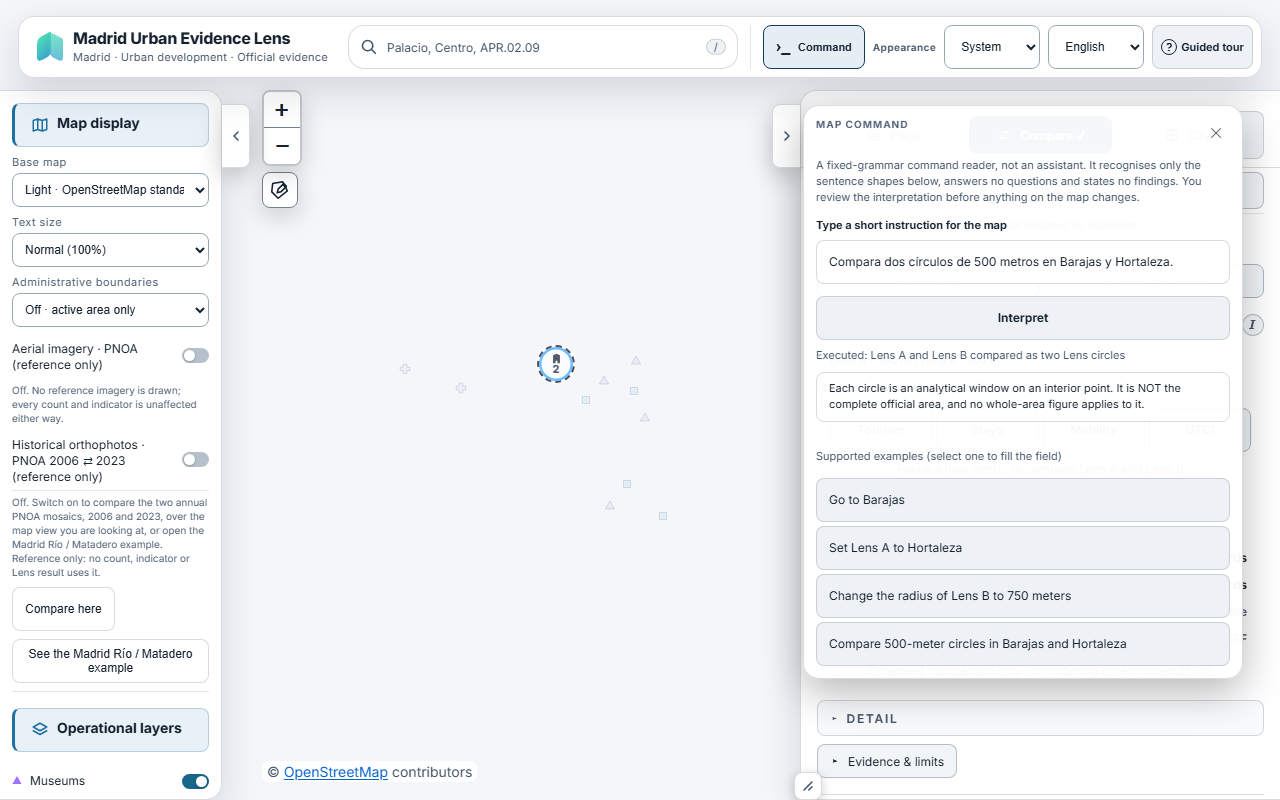 Madrid Urban Evidence Lens
Madrid · Urban development · Official evidence
Palacio, Centro, APR.02.09
/
Command
Appearance
System
English
Guided tour
Map display
Base map
Light · OpenStreetMap standa
Text size
Normal (100%)
Administrative boundaries
Off · active area only
Aerial imagery · PNOA
(reference only)
Off. No reference imagery is drawn;
every count and indicator is unaffected
either way.
Historical orthophotos ·
PNOA 2006 ⇄ 2023
(reference only)
Off. Switch on to compare the two annual
PNOA mosaics, 2006 and 2023, over the
map view you are looking at, or open the
Madrid Río / Matadero example.
Reference only: no count, indicator or
Lens result uses it.
Compare here
See the Madrid Río / Matadero
example
Operational layers
Museums
+
−
2
© OpenStreetMap contributors
MAP COMMAND
Compare ✓
A fixed-grammar command reader, not an assistant. It recognises only the
sentence shapes below, answers no questions and states no findings. You
review the interpretation before anything on the map changes.
Type a short instruction for the map
Compara dos círculos de 500 metros en Barajas y Hortaleza.
Interpret
Executed: Lens A and Lens B compared as two Lens circles
Each circle is an analytical window on an interior point. It is NOT the
complete official area, and no whole-area figure applies to it.
Tourism
Stays
Mobility
UTCI
Supported examples (select one to fill the field)
Go to Barajas
Set Lens A to Hortaleza
Change the radius of Lens B to 750 meters
Compare 500-meter circles in Barajas and Hortaleza
DETAIL
Evidence & limits